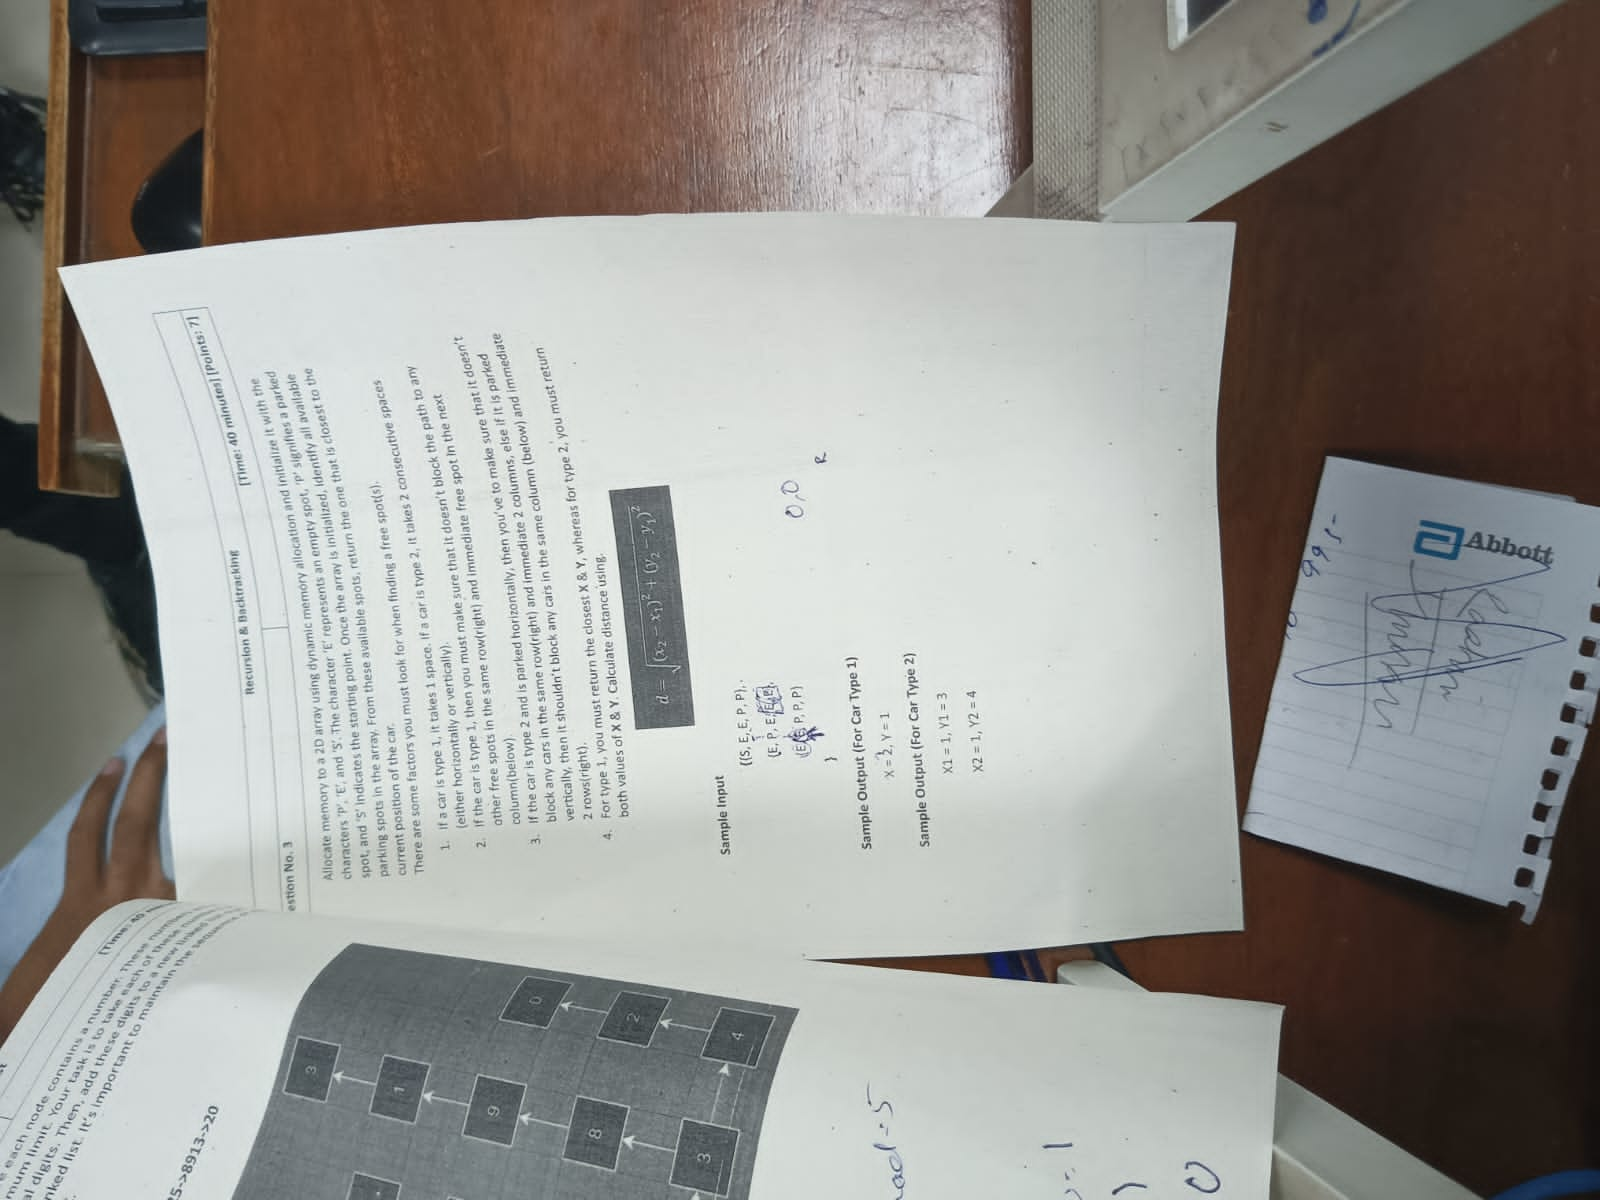 Recursion & Backtracking
estion No. 3
[Time: 40 minutes] [Points: 7]
Allocate memory to a 2D array using dynamic memory allocation and initialize it with the
characters 'P', 'E', and 'S'. The character 'E' represents an empty spot, 'P' signifies a parked
spot, and 'S' indicates the starting point. Once the array is initialized, identify all available
parking spots in the array. From these available spots, return the one that is closest to the
current position of the car.
There are some factors you must look for when finding a free spot(s).
1. If a car is type 1, it takes 1 space. If a car is type 2, it takes 2 consecutive spaces
(either horizontally or vertically).
2. If the car is type 1, then you must make sure that it doesn't block the path to any
other free spots in the same row(right) and immediate free spot in the next
column(below).
3. If the car is type 2 and is parked horizontally, then you've to make sure that it doesn't
block any cars in the same row(right) and immediate 2 columns, else if it is parked
vertically, then it shouldn't block any cars in the same column (below) and immediate
2 rows(right).
4. For type 1, you must return the closest X & Y, whereas for type 2, you must return
both values of X & Y. Calculate distance using.
d = √(x₂ − x₁)² + (y₂ − y₁)²
Sample Input
{(S, E, E, P, P),
(E, P, E, E, E),
(E, E, P, P, P)
}
0,0
R
Sample Output (For Car Type 1)
X = 2, Y = 1
Sample Output (For Car Type 2)
X1 = 1, Y1 = 3
X2 = 1, Y2 = 4
[Time: 40
e each node contains a number. These numbers
mum limit. Your task is to take each of these
al digits. Then, add these digits to a new linked
nked list. It's important to maintain the sequence
25->8913->20
3
1
9
8
3
0
2
4
Abbott
995-